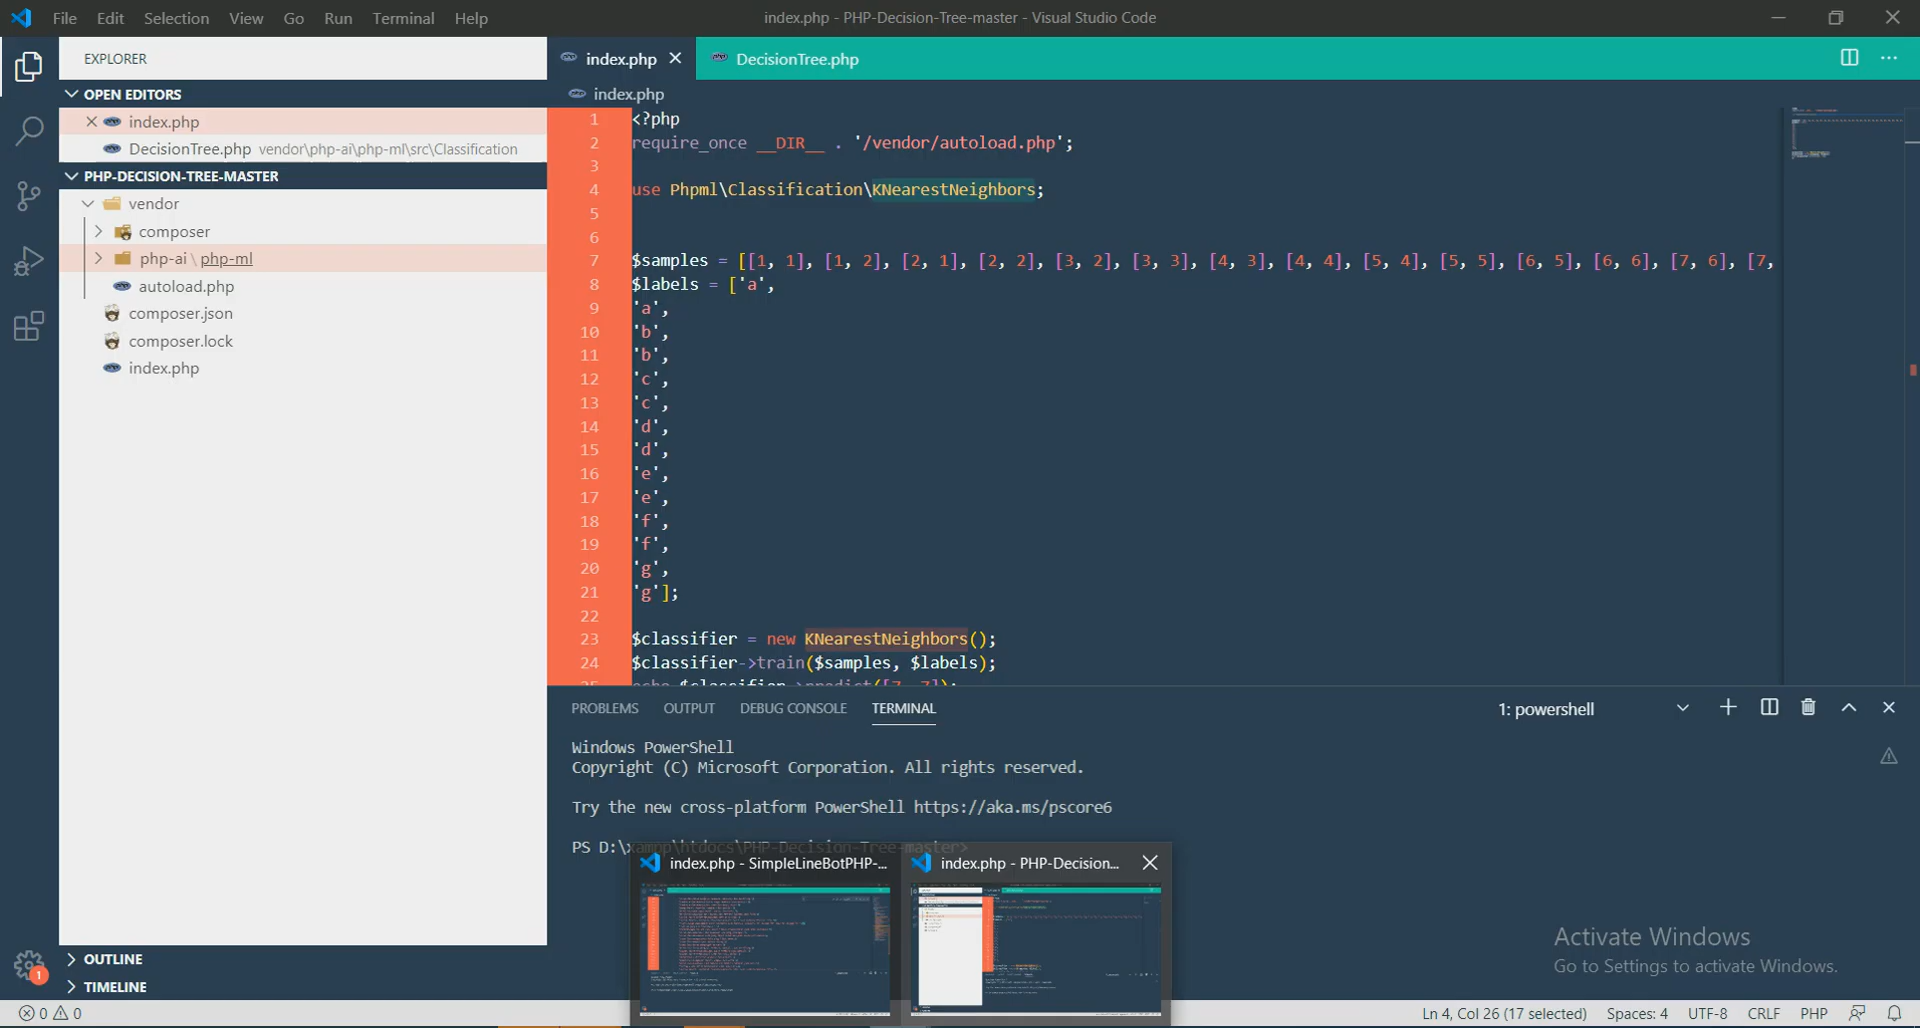 File Edit Selection View Go Run Terminal Help
index.php - PHP-Decision-Tree-master - Visual Studio Code
EXPLORER
OPEN EDITORS
index.php
DecisionTree.php vendor\php-ai\php-ml\src\Classification
PHP-DECISION-TREE-MASTER
vendor
composer
php-ai \ php-ml
autoload.php
composer.json
composer.lock
index.php
OUTLINE
TIMELINE
1
index.php
DecisionTree.php
index.php
1 <?php
2 require_once __DIR__ . '/vendor/autoload.php';
3
4 use Phpml\Classification\KNearestNeighbors;
5
6
7 $samples = [[1, 1], [1, 2], [2, 1], [2, 2], [3, 2], [3, 3], [4, 3], [4, 4], [5, 4], [5, 5], [6, 5], [6, 6], [7, 6], [7,
8 $labels = ['a',
9 'a',
10 'b',
11 'b',
12 'c',
13 'c',
14 'd',
15 'd',
16 'e',
17 'e',
18 'f',
19 'f',
20 'g',
21 'g'];
22
23 $classifier = new KNearestNeighbors();
24 $classifier->train($samples, $labels);
25 echo $classifier->predict([7, 7]);
PROBLEMS OUTPUT DEBUG CONSOLE TERMINAL
1: powershell
Windows PowerShell
Copyright (C) Microsoft Corporation. All rights reserved.
Try the new cross-platform PowerShell https://aka.ms/pscore6
PS D:\xampp\htdocs\PHP-Decision-Tree-master>
index.php - SimpleLineBotPHP-...
index.php - PHP-Decision...
Activate Windows
Go to Settings to activate Windows.
0 0
Ln 4, Col 26 (17 selected) Spaces: 4 UTF-8 CRLF PHP